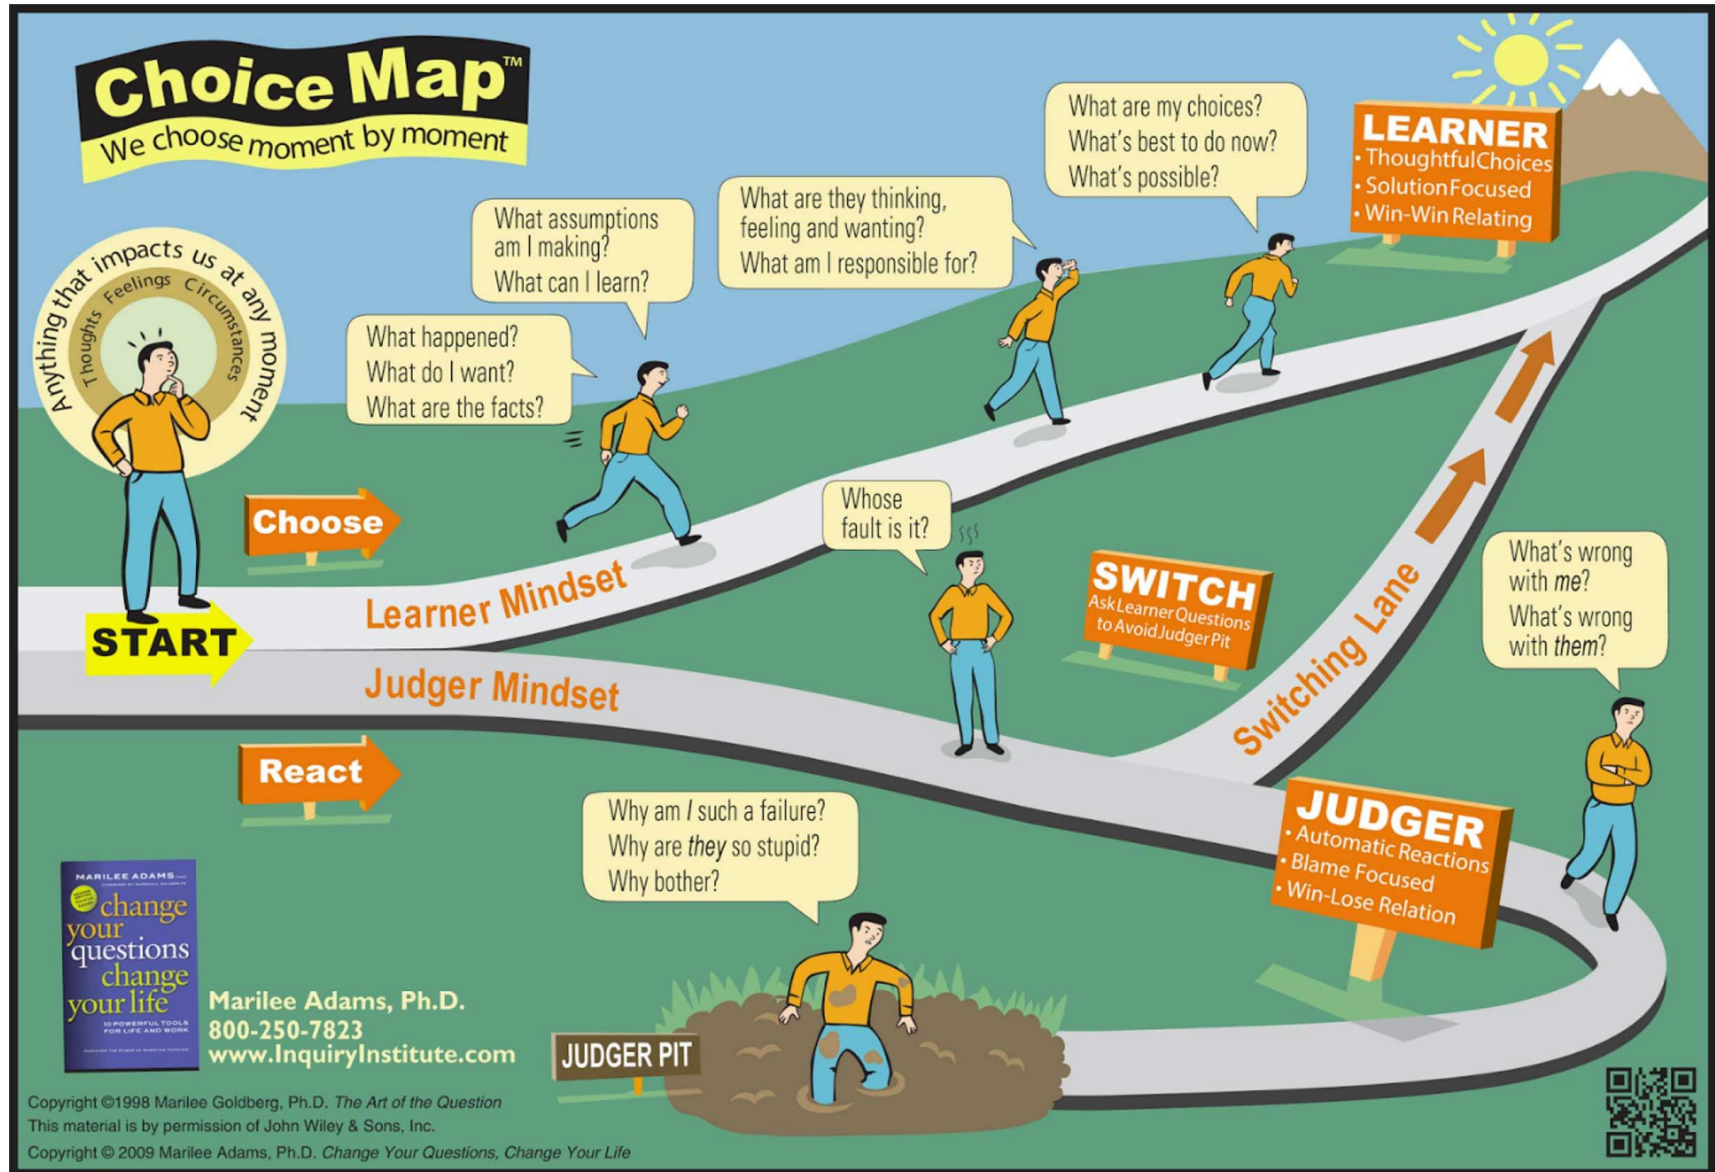 Choice Map™
We choose moment by moment
Anything that impacts us at any moment
Thoughts Feelings Circumstances
START
Choose
React
Learner Mindset
Judger Mindset
What happened?
What do I want?
What are the facts?
What assumptions
am I making?
What can I learn?
What are they thinking,
feeling and wanting?
What am I responsible for?
What are my choices?
What's best to do now?
What's possible?
LEARNER
• Thoughtful Choices
• Solution Focused
• Win-Win Relating
Whose
fault is it?
SWITCH
Ask Learner Questions
to Avoid Judger Pit
Switching Lane
What's wrong
with me?
What's wrong
with them?
JUDGER
• Automatic Reactions
• Blame Focused
• Win-Lose Relation
Why am I such a failure?
Why are they so stupid?
Why bother?
JUDGER PIT
MARILEE ADAMS
change
your
questions
change
your life
10 POWERFUL TOOLS
FOR LIFE AND WORK
Marilee Adams, Ph.D.
800-250-7823
www.InquiryInstitute.com
Copyright ©1998 Marilee Goldberg, Ph.D. The Art of the Question
This material is by permission of John Wiley & Sons, Inc.
Copyright © 2009 Marilee Adams, Ph.D. Change Your Questions, Change Your Life